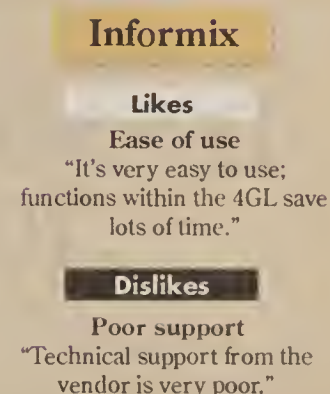 Informix
Likes
Ease of use
"It's very easy to use;
functions within the 4GL save
lots of time."
Dislikes
Poor support
"Technical support from the
vendor is very poor."